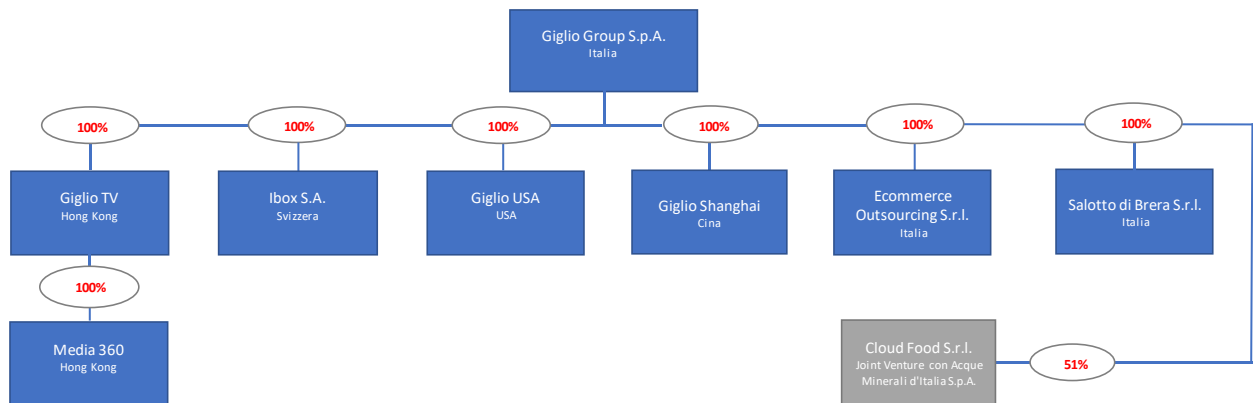 Giglio Group S.p.A.
Italia
100%
100%
100%
100%
100%
100%
Giglio TV
Hong Kong
Ibox S.A.
Svizzera
Giglio USA
USA
Giglio Shanghai
Cina
Ecommerce
Outsourcing S.r.l.
Italia
Salotto di Brera S.r.l.
Italia
100%
Media 360
Hong Kong
Cloud Food S.r.l.
Joint Venture con Acque
Minerali d'Italia S.p.A.
51%